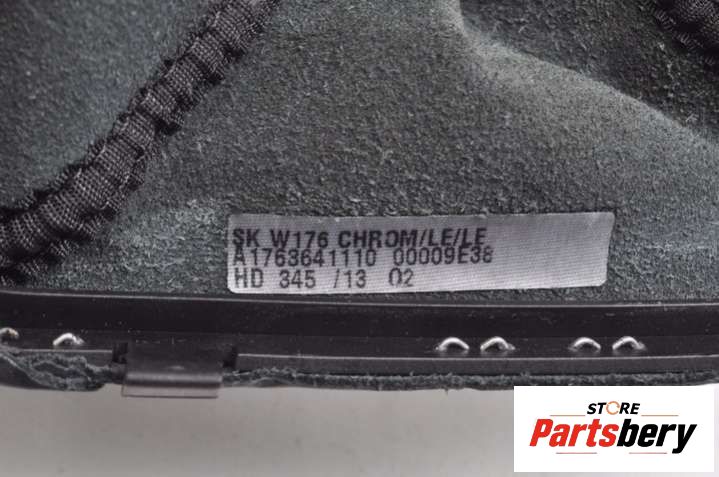 SK W176 CHROM/LE/LE
A1763641110 00009E38
HD 345 /13 02
STORE
Partsbery